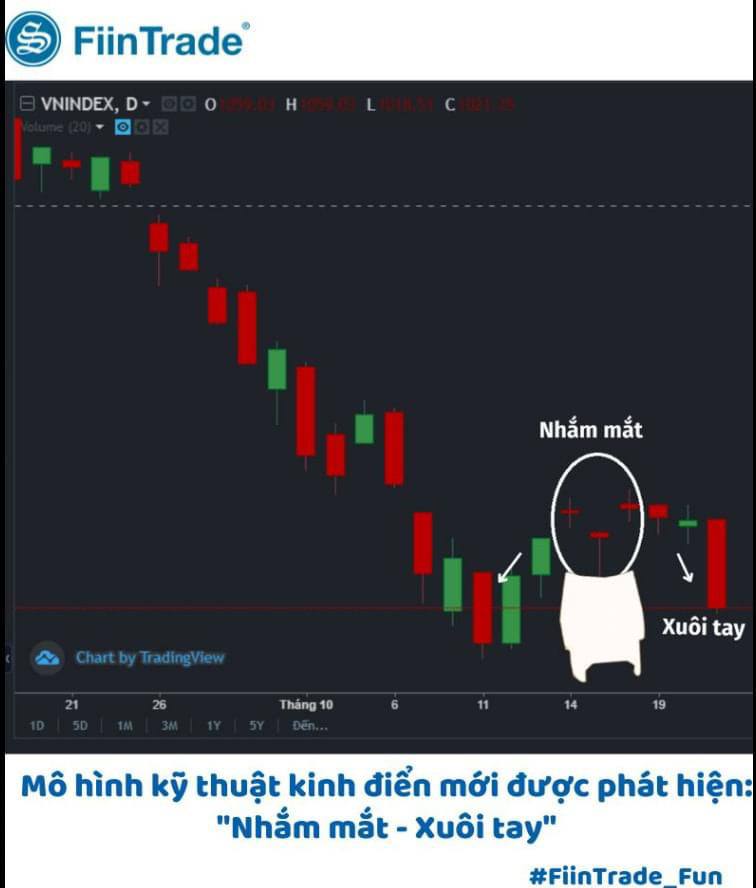 FiinTrade®
VNINDEX, D
O 1059.03 H 1059.03 L 1018.51 C
Volume (20)
Nhắm mắt
Xuôi tay
Chart by TradingView
21 26 Tháng 10 6 11 14 19
1D 5D 1M 3M 1Y 5Y Đến...
Mô hình kỹ thuật kinh điển mới được phát hiện:
"Nhắm mắt - Xuôi tay"
#FiinTrade_Fun